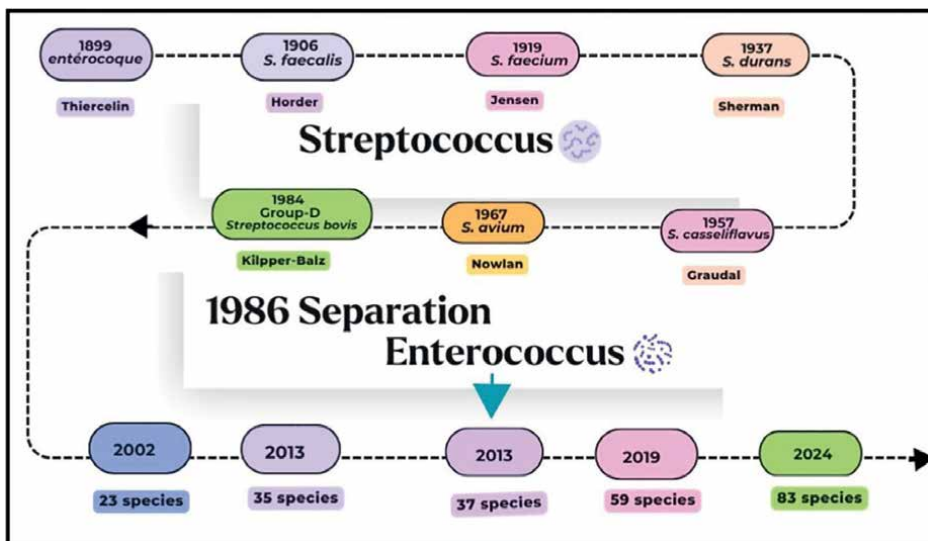 1899
entérocoque
Thiercelin
1906
S. faecalis
Horder
1919
S. faecium
Jensen
1937
S. durans
Sherman
Streptococcus
1984
Group-D
Streptococcus bovis
Kilpper-Balz
1967
S. avium
Nowlan
1957
S. casseliflavus
Graudal
1986 Separation
Enterococcus
2002
23 species
2013
35 species
2013
37 species
2019
59 species
2024
83 species